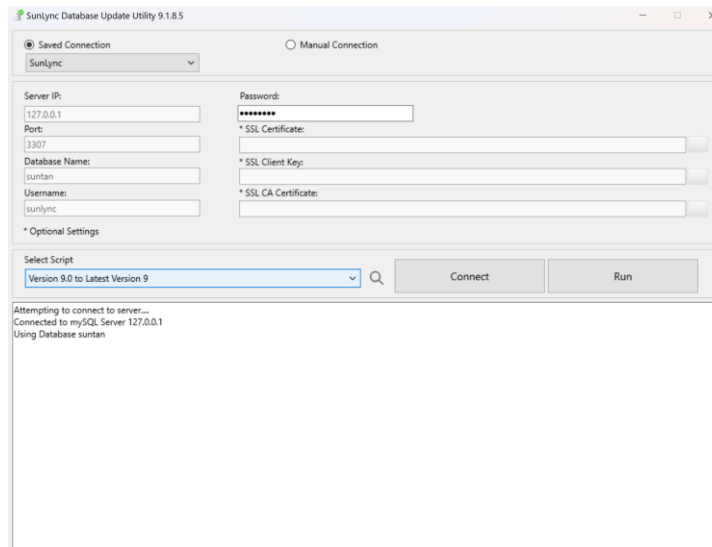 SunLync Database Update Utility 9.1.8.5
Saved Connection
Manual Connection
SunLync
Server IP:
Password:
127.0.0.1
••••••••
Port:
* SSL Certificate:
3307
Database Name:
* SSL Client Key:
suntan
Username:
* SSL CA Certificate:
sunlync
* Optional Settings
Select Script
Version 9.0 to Latest Version 9
Connect
Run
Attempting to connect to server....
Connected to mySQL Server 127.0.0.1
Using Database suntan